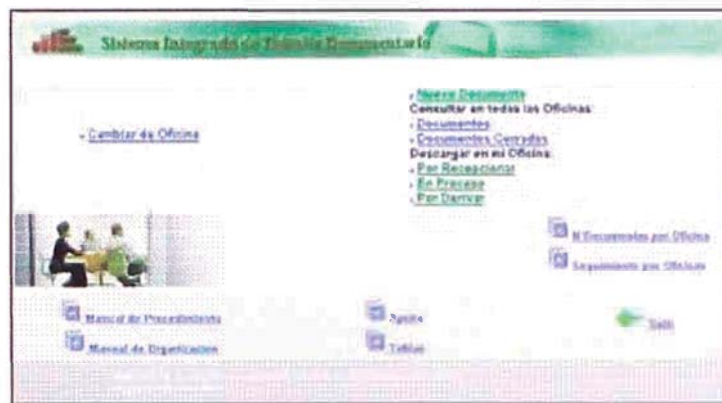 Sistema Integrado de Trámite Documentario
Cambiar de Oficina
Nuevo Documento
Consultar en todas las Oficinas:
Documentos
Documentos Cerrados
Descargar en mi Oficina:
Por Recepcionar
En Proceso
Por Derivar
N Documentos por Oficina
Seguimiento por Oficinas
Manual de Procedimiento
Manual de Organización
Ayuda
Tablas
Salir